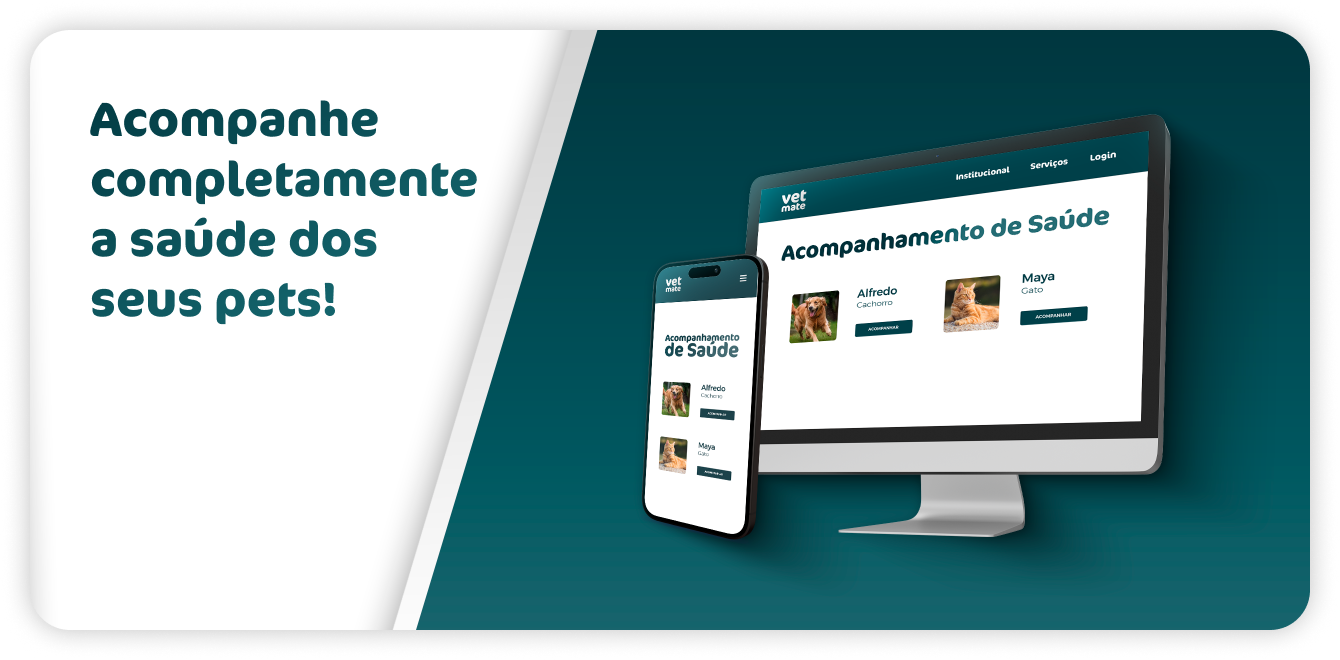 Acompanhe
completamente
a saúde dos
seus pets!
vet
mate
Institucional
Serviços
Login
Acompanhamento de Saúde
Alfredo
Cachorro
ACOMPANHAR
Maya
Gato
ACOMPANHAR
vet
mate
Acompanhamento
de Saúde
Alfredo
Cachorro
ACOMPANHAR
Maya
Gato
ACOMPANHAR